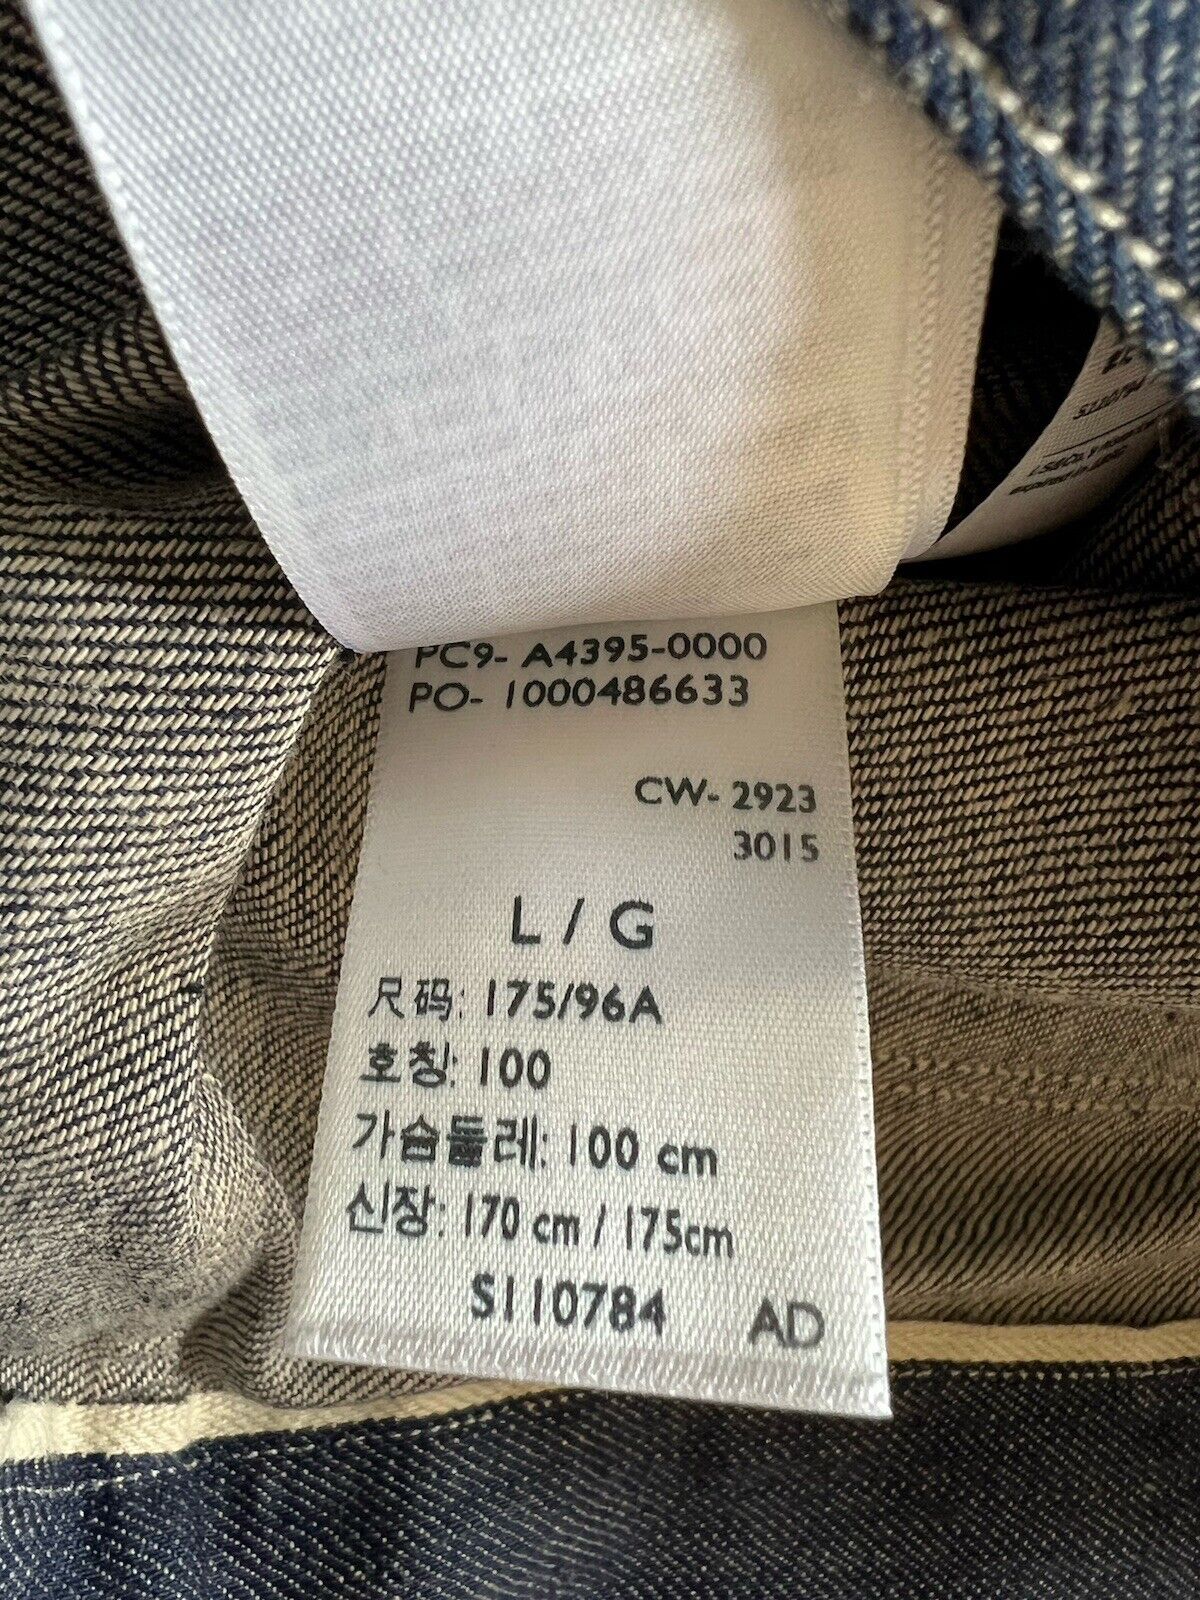 PC9- A4395-0000
PO- 1000486633
CW- 2923
3015
L / G
尺码: 175/96A
호칭: 100
가슴둘레: 100 cm
신장: 170 cm / 175cm
S110784 AD